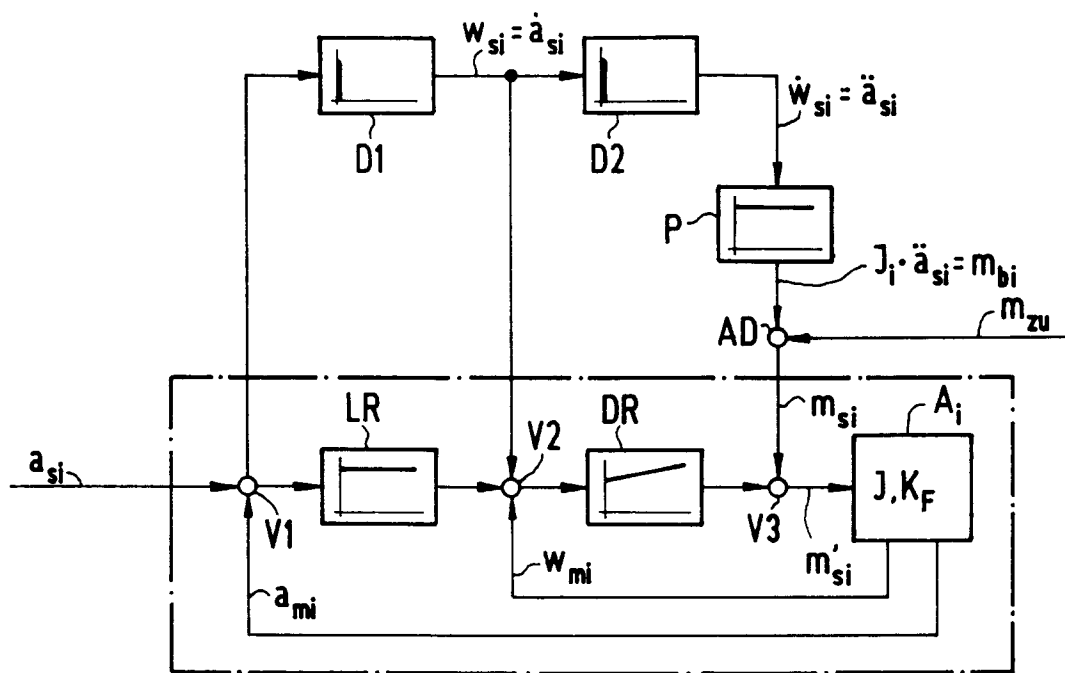 w_si = ȧ_si
D1
D2
ẇ_si = ä_si
P
J_i · ä_si = m_bi
AD
m_zu
m_si
LR
DR
A_i
a_si
V2
J, K_F
V1
V3
w_mi
m'_si
a_mi